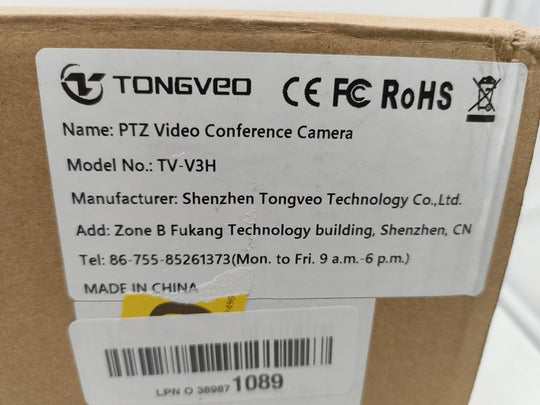 TONGVEO CE FC RoHS
Name: PTZ Video Conference Camera
Model No.: TV-V3H
Manufacturer: Shenzhen Tongveo Technology Co.,Ltd.
Add: Zone B Fukang Technology building, Shenzhen, CN
Tel: 86-755-85261373(Mon. to Fri. 9 a.m.-6 p.m.)
MADE IN CHINA
LPN O 38987 1089